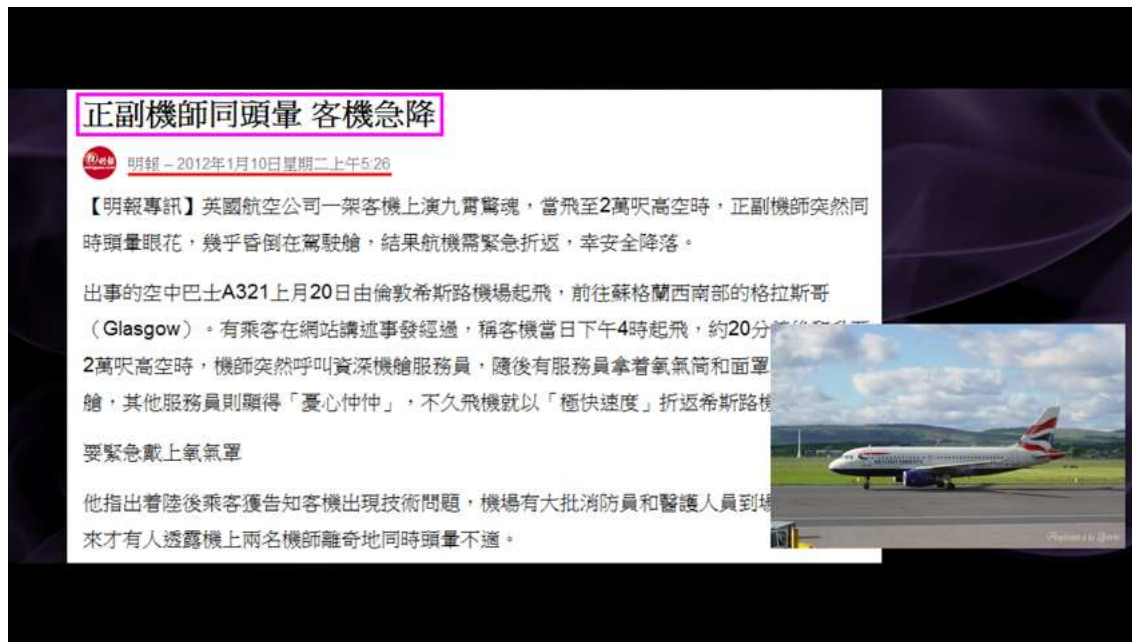 正副機師同頭暈 客機急降
明報 – 2012年1月10日星期二上午5:26
【明報專訊】英國航空公司一架客機上演九霄驚魂，當飛至2萬呎高空時，正副機師突然同
時頭暈眼花，幾乎昏倒在駕駛艙，結果航機需緊急折返，幸安全降落。
出事的空中巴士A321上月20日由倫敦希斯路機場起飛，前往蘇格蘭西南部的格拉斯哥
（Glasgow）。有乘客在網站講述事發經過，稱客機當日下午4時起飛，約20分
2萬呎高空時，機師突然呼叫資深機艙服務員，隨後有服務員拿着氧氣筒和面罩
艙，其他服務員則顯得「憂心忡忡」，不久飛機就以「極快速度」折返希斯路機
要緊急戴上氧氣罩
他指出着陸後乘客獲告知客機出現技術問題，機場有大批消防員和醫護人員到場
來才有人透露機上兩名機師離奇地同時頭暈不適。